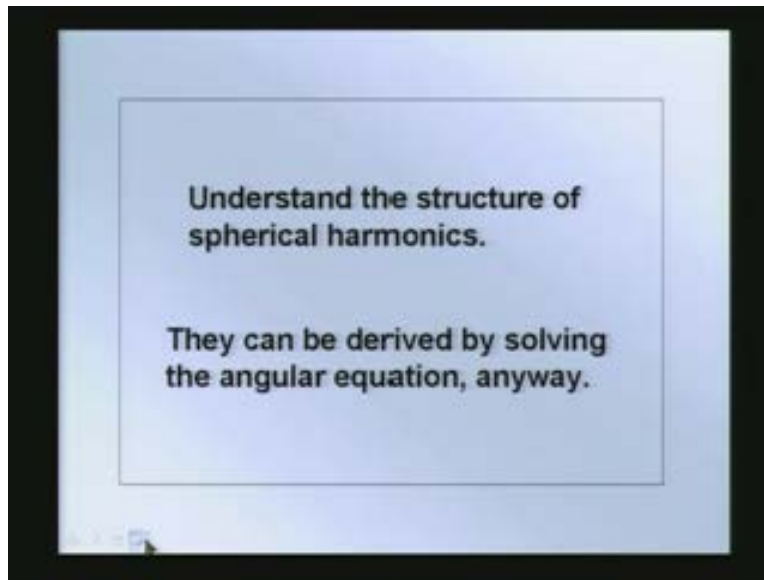 Understand the structure of
spherical harmonics.
They can be derived by solving
the angular equation, anyway.